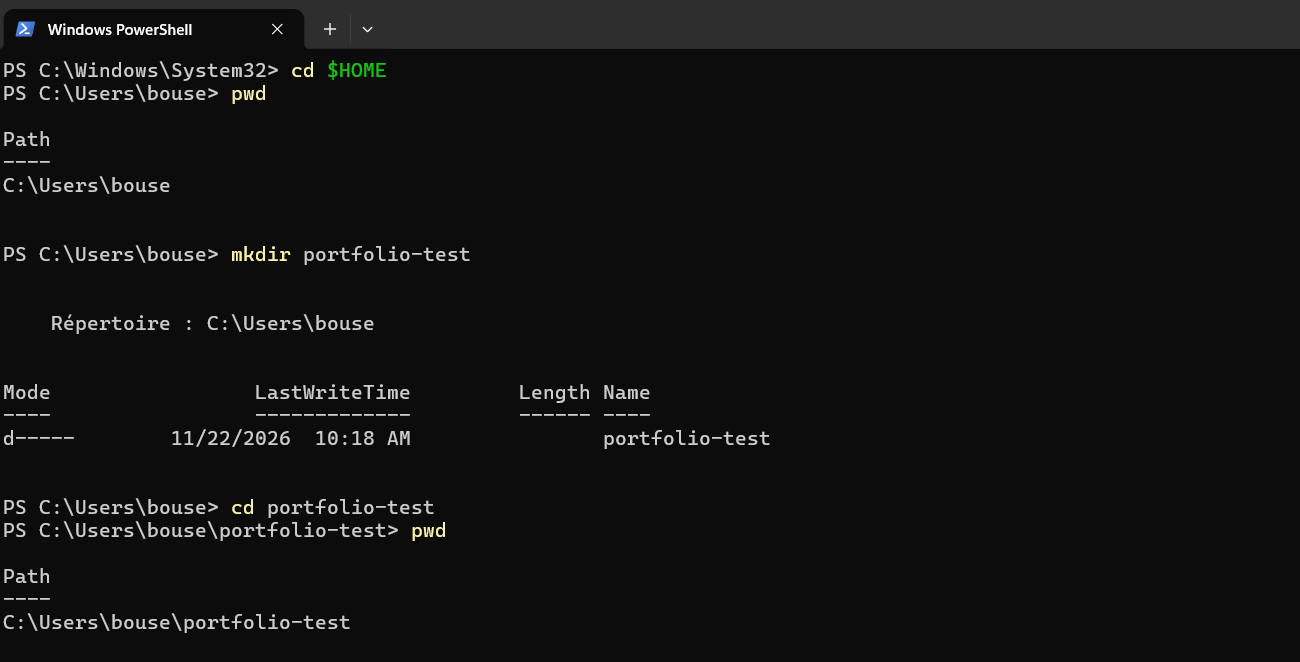 Windows PowerShell
PS C:\Windows\System32> cd $HOME
PS C:\Users\bouse> pwd
Path
----
C:\Users\bouse
PS C:\Users\bouse> mkdir portfolio-test
Répertoire : C:\Users\bouse
Mode                 LastWriteTime         Length Name
----                 -------------         ------ ----
d-----        11/22/2026  10:18 AM                portfolio-test
PS C:\Users\bouse> cd portfolio-test
PS C:\Users\bouse\portfolio-test> pwd
Path
----
C:\Users\bouse\portfolio-test